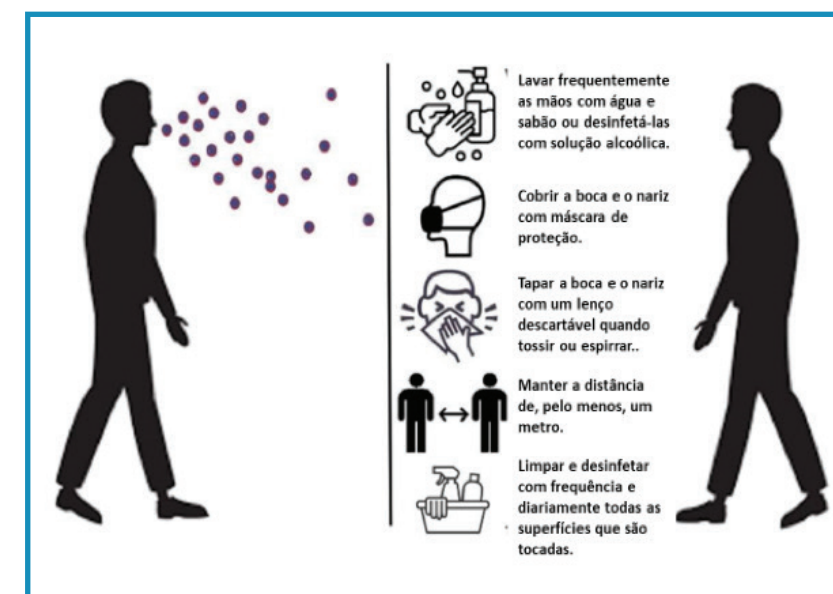 Lavar frequentemente
as mãos com água e
sabão ou desinfetá-las
com solução alcoólica.
Cobrir a boca e o nariz
com máscara de
proteção.
Tapar a boca e o nariz
com um lenço
descartável quando
tossir ou espirrar..
Manter a distância
de, pelo menos, um
metro.
Limpar e desinfetar
com frequência e
diariamente todas as
superfícies que são
tocadas.